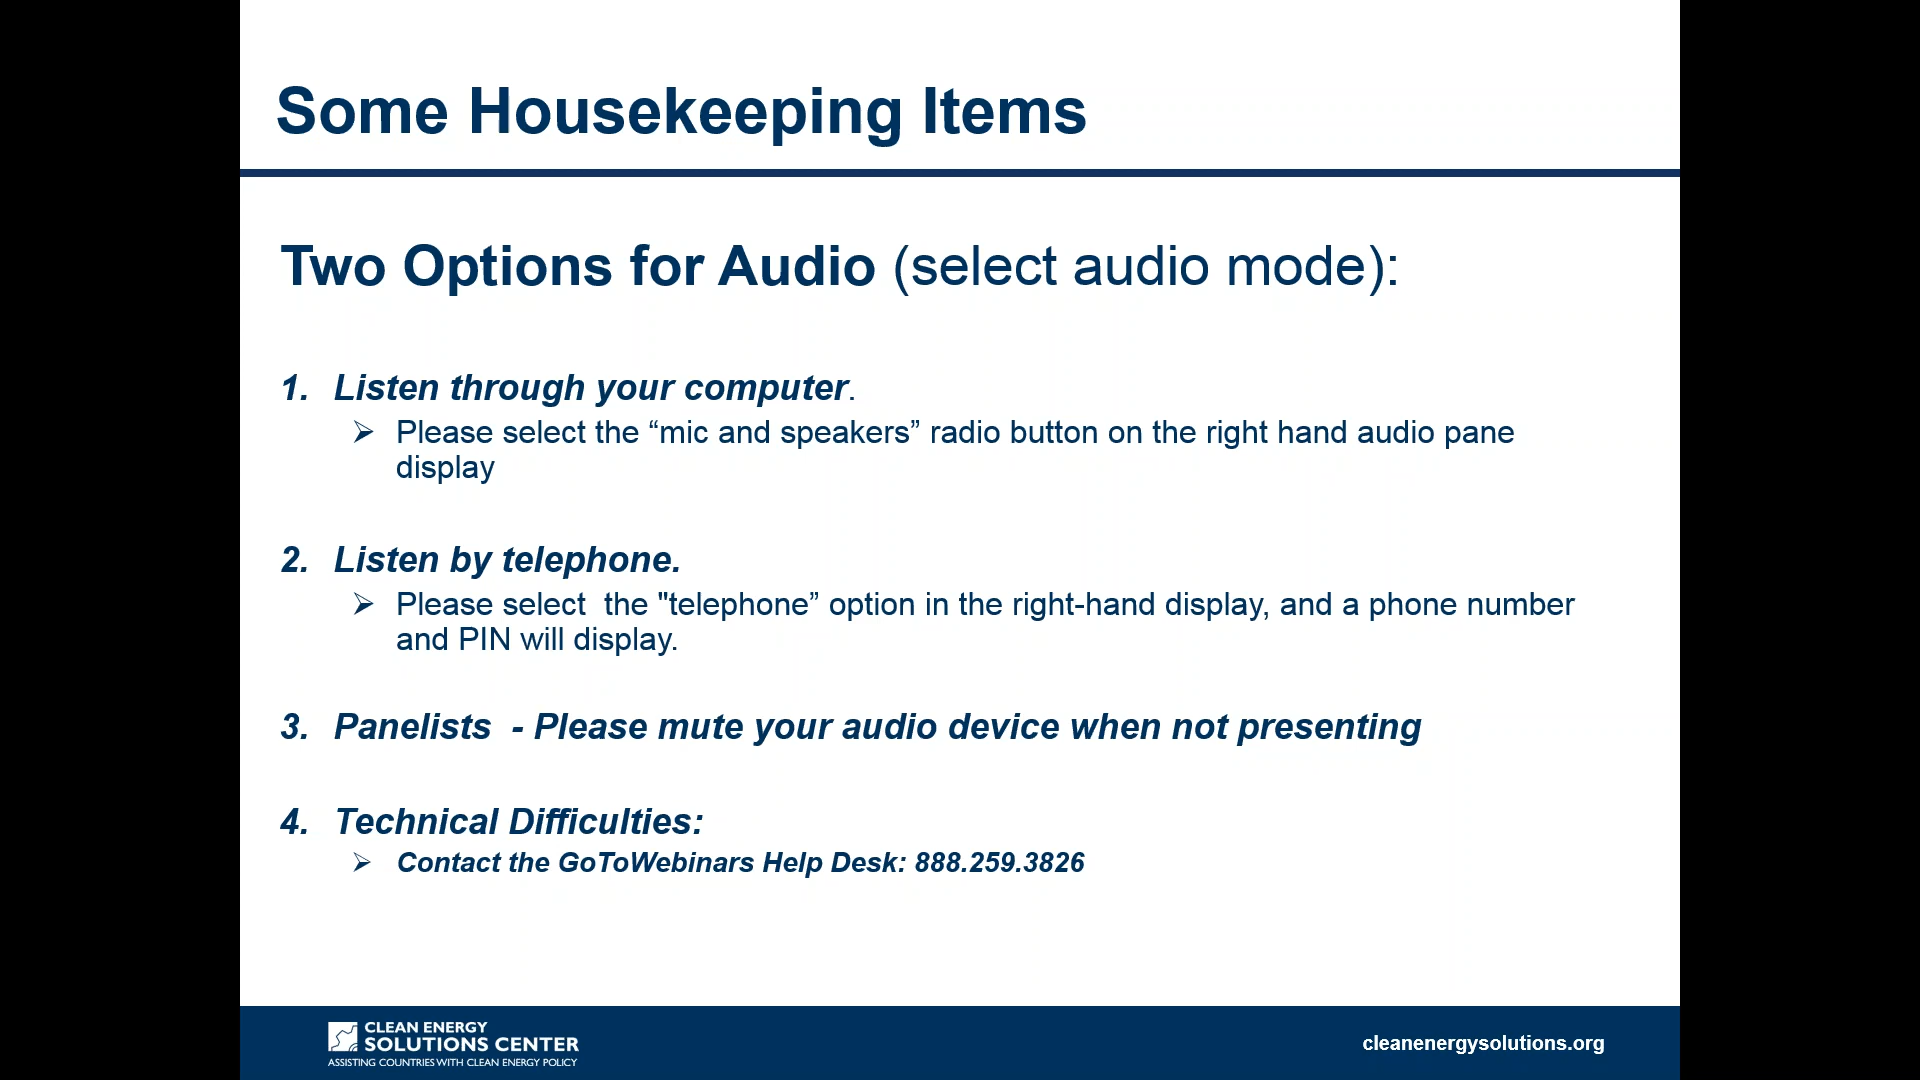 Some Housekeeping Items
Two Options for Audio (select audio mode):
1. Listen through your computer.
➢ Please select the “mic and speakers” radio button on the right hand audio pane
display
2. Listen by telephone.
➢ Please select  the "telephone” option in the right-hand display, and a phone number
and PIN will display.
3. Panelists  - Please mute your audio device when not presenting
4. Technical Difficulties:
➢ Contact the GoToWebinars Help Desk: 888.259.3826
CLEAN ENERGY
SOLUTIONS CENTER
ASSISTING COUNTRIES WITH CLEAN ENERGY POLICY
cleanenergysolutions.org